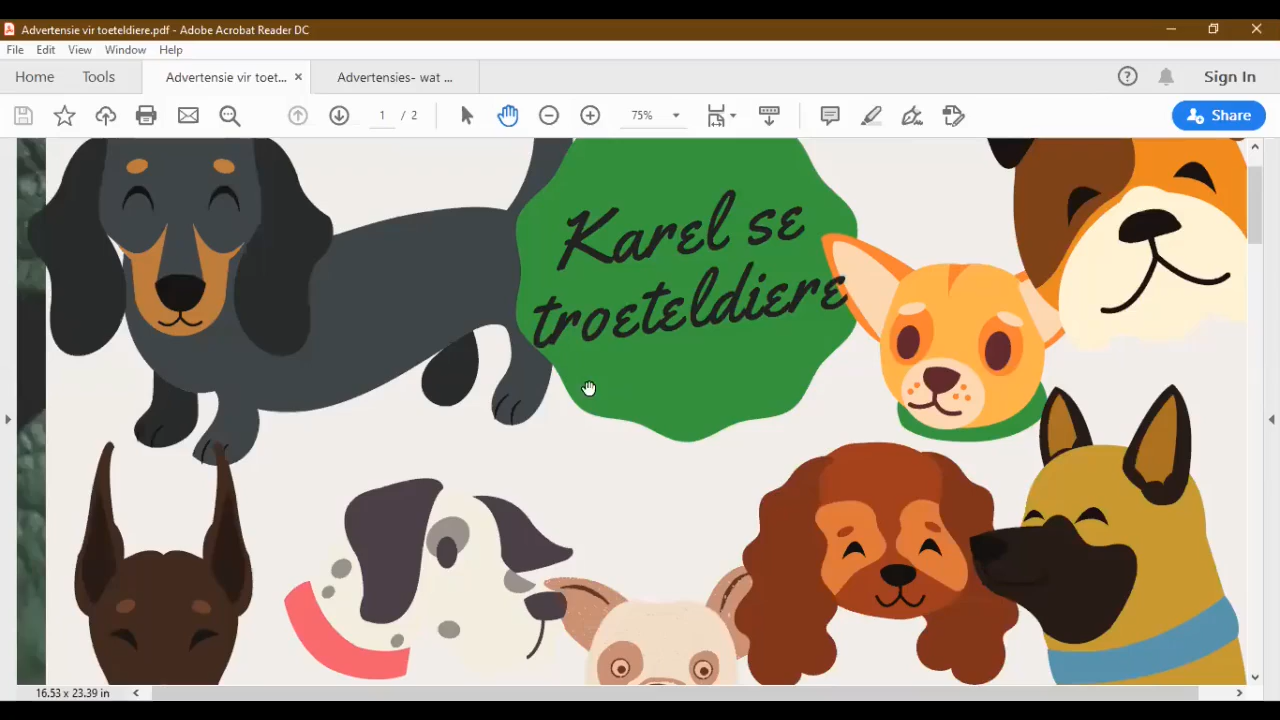 Advertensie vir toeteldiere.pdf - Adobe Acrobat Reader DC
File Edit View Window Help
Home Tools Advertensie vir toet... × Advertensies- wat ... Sign In
1 / 2 75% Share
Karel se
troeteldiere
16.53 x 23.39 in